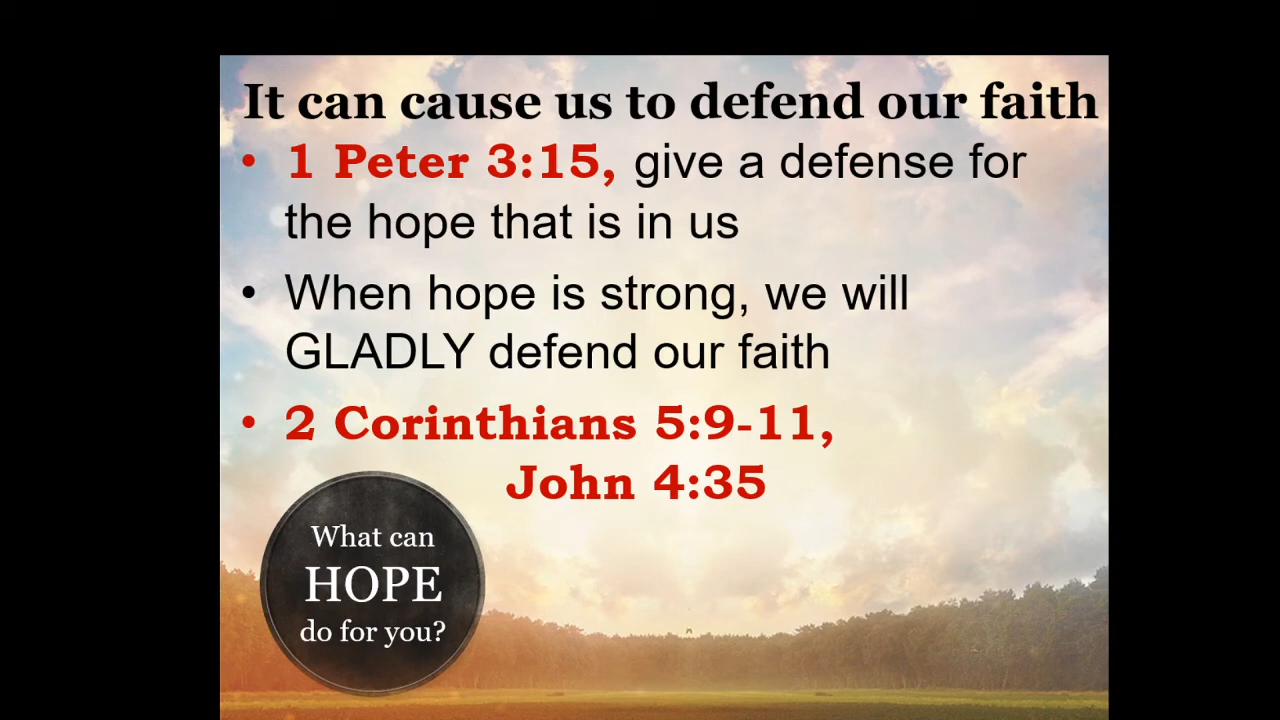 It can cause us to defend our faith
• 1 Peter 3:15, give a defense for
the hope that is in us
• When hope is strong, we will
GLADLY defend our faith
• 2 Corinthians 5:9-11,
John 4:35
What can
HOPE
do for you?